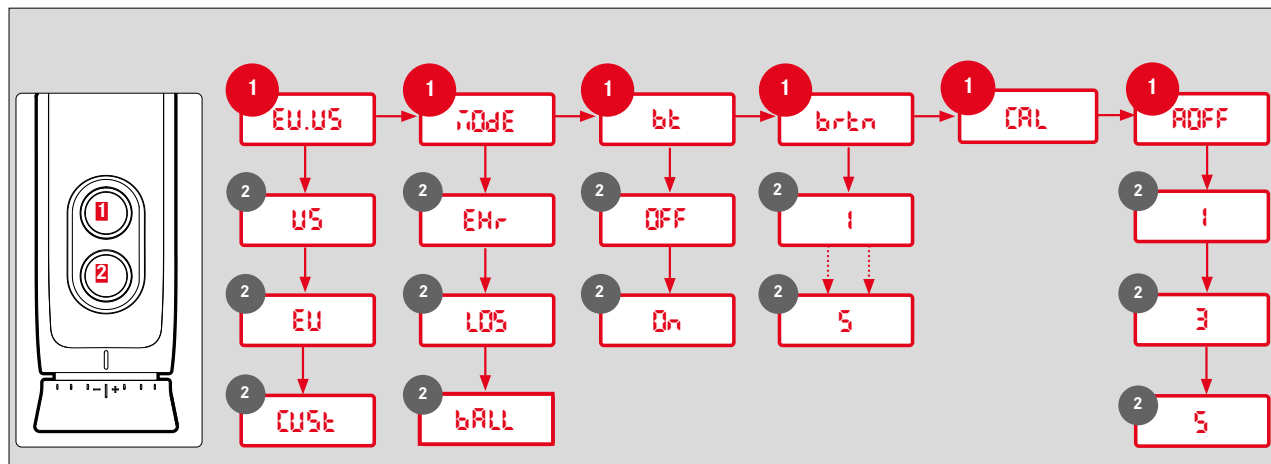 1 1 1 1 1 1
EU.US MOdE bt brtn CAL AOFF
1
2
2 2 2 2 2
US EHr OFF 1 1
2 2 2 2 2
EU LOS On 5 3
- +
2 2 2
CUSt bALL 5